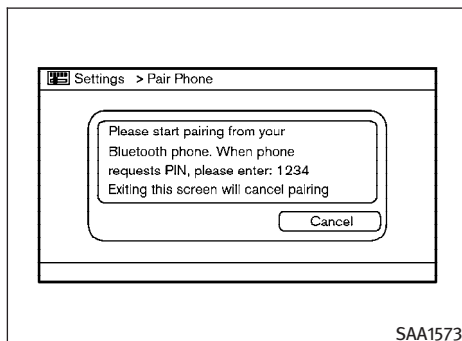 Settings > Pair Phone
Please start pairing from your
Bluetooth phone. When phone
requests PIN, please enter: 1234
Exiting this screen will cancel pairing
Cancel
SAA1573